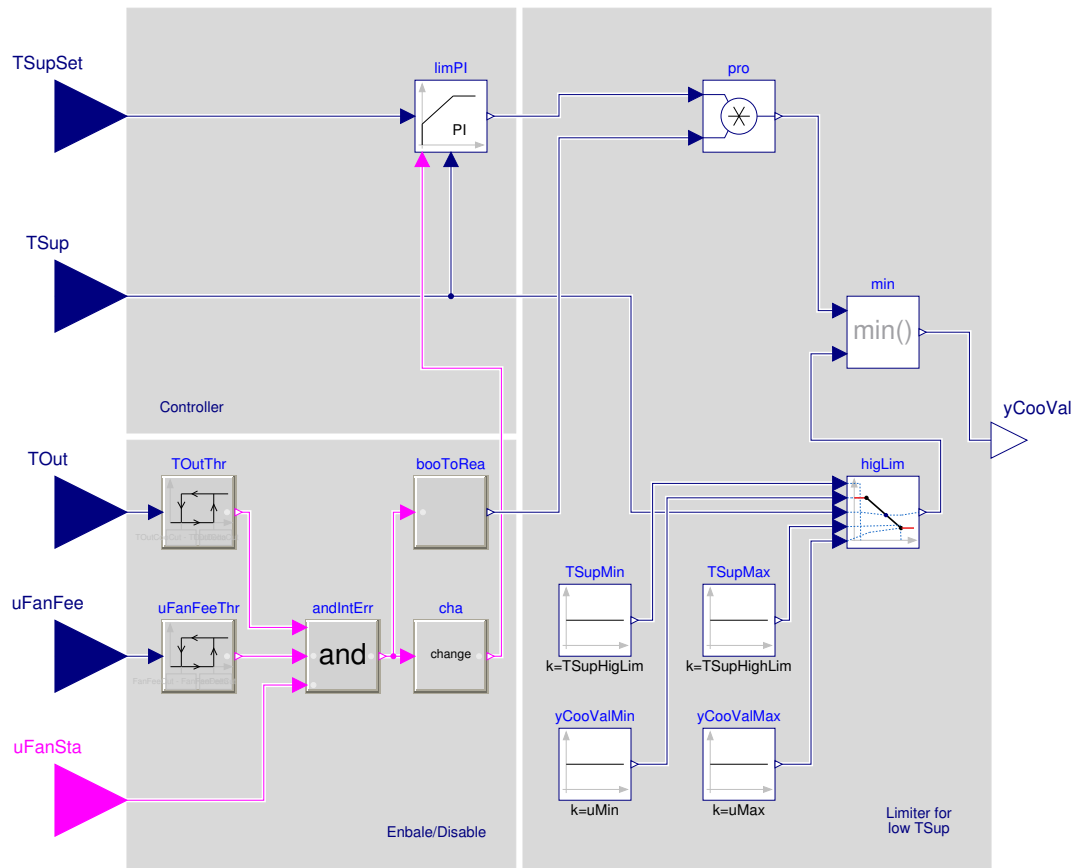 TSupSet
limPI
PI
pro
TSup
min
min()
Controller
yCooVal
TOut
TOutThr
booToRea
higLim
TSupMin
TSupMax
uFanFee
uFanFeeThr
andIntErr
cha
and
change
k=TSupHigLim
k=TSupHighLim
yCooValMin
yCooValMax
uFanSta
k=uMin
k=uMax
Enbale/Disable
Limiter for
low TSup